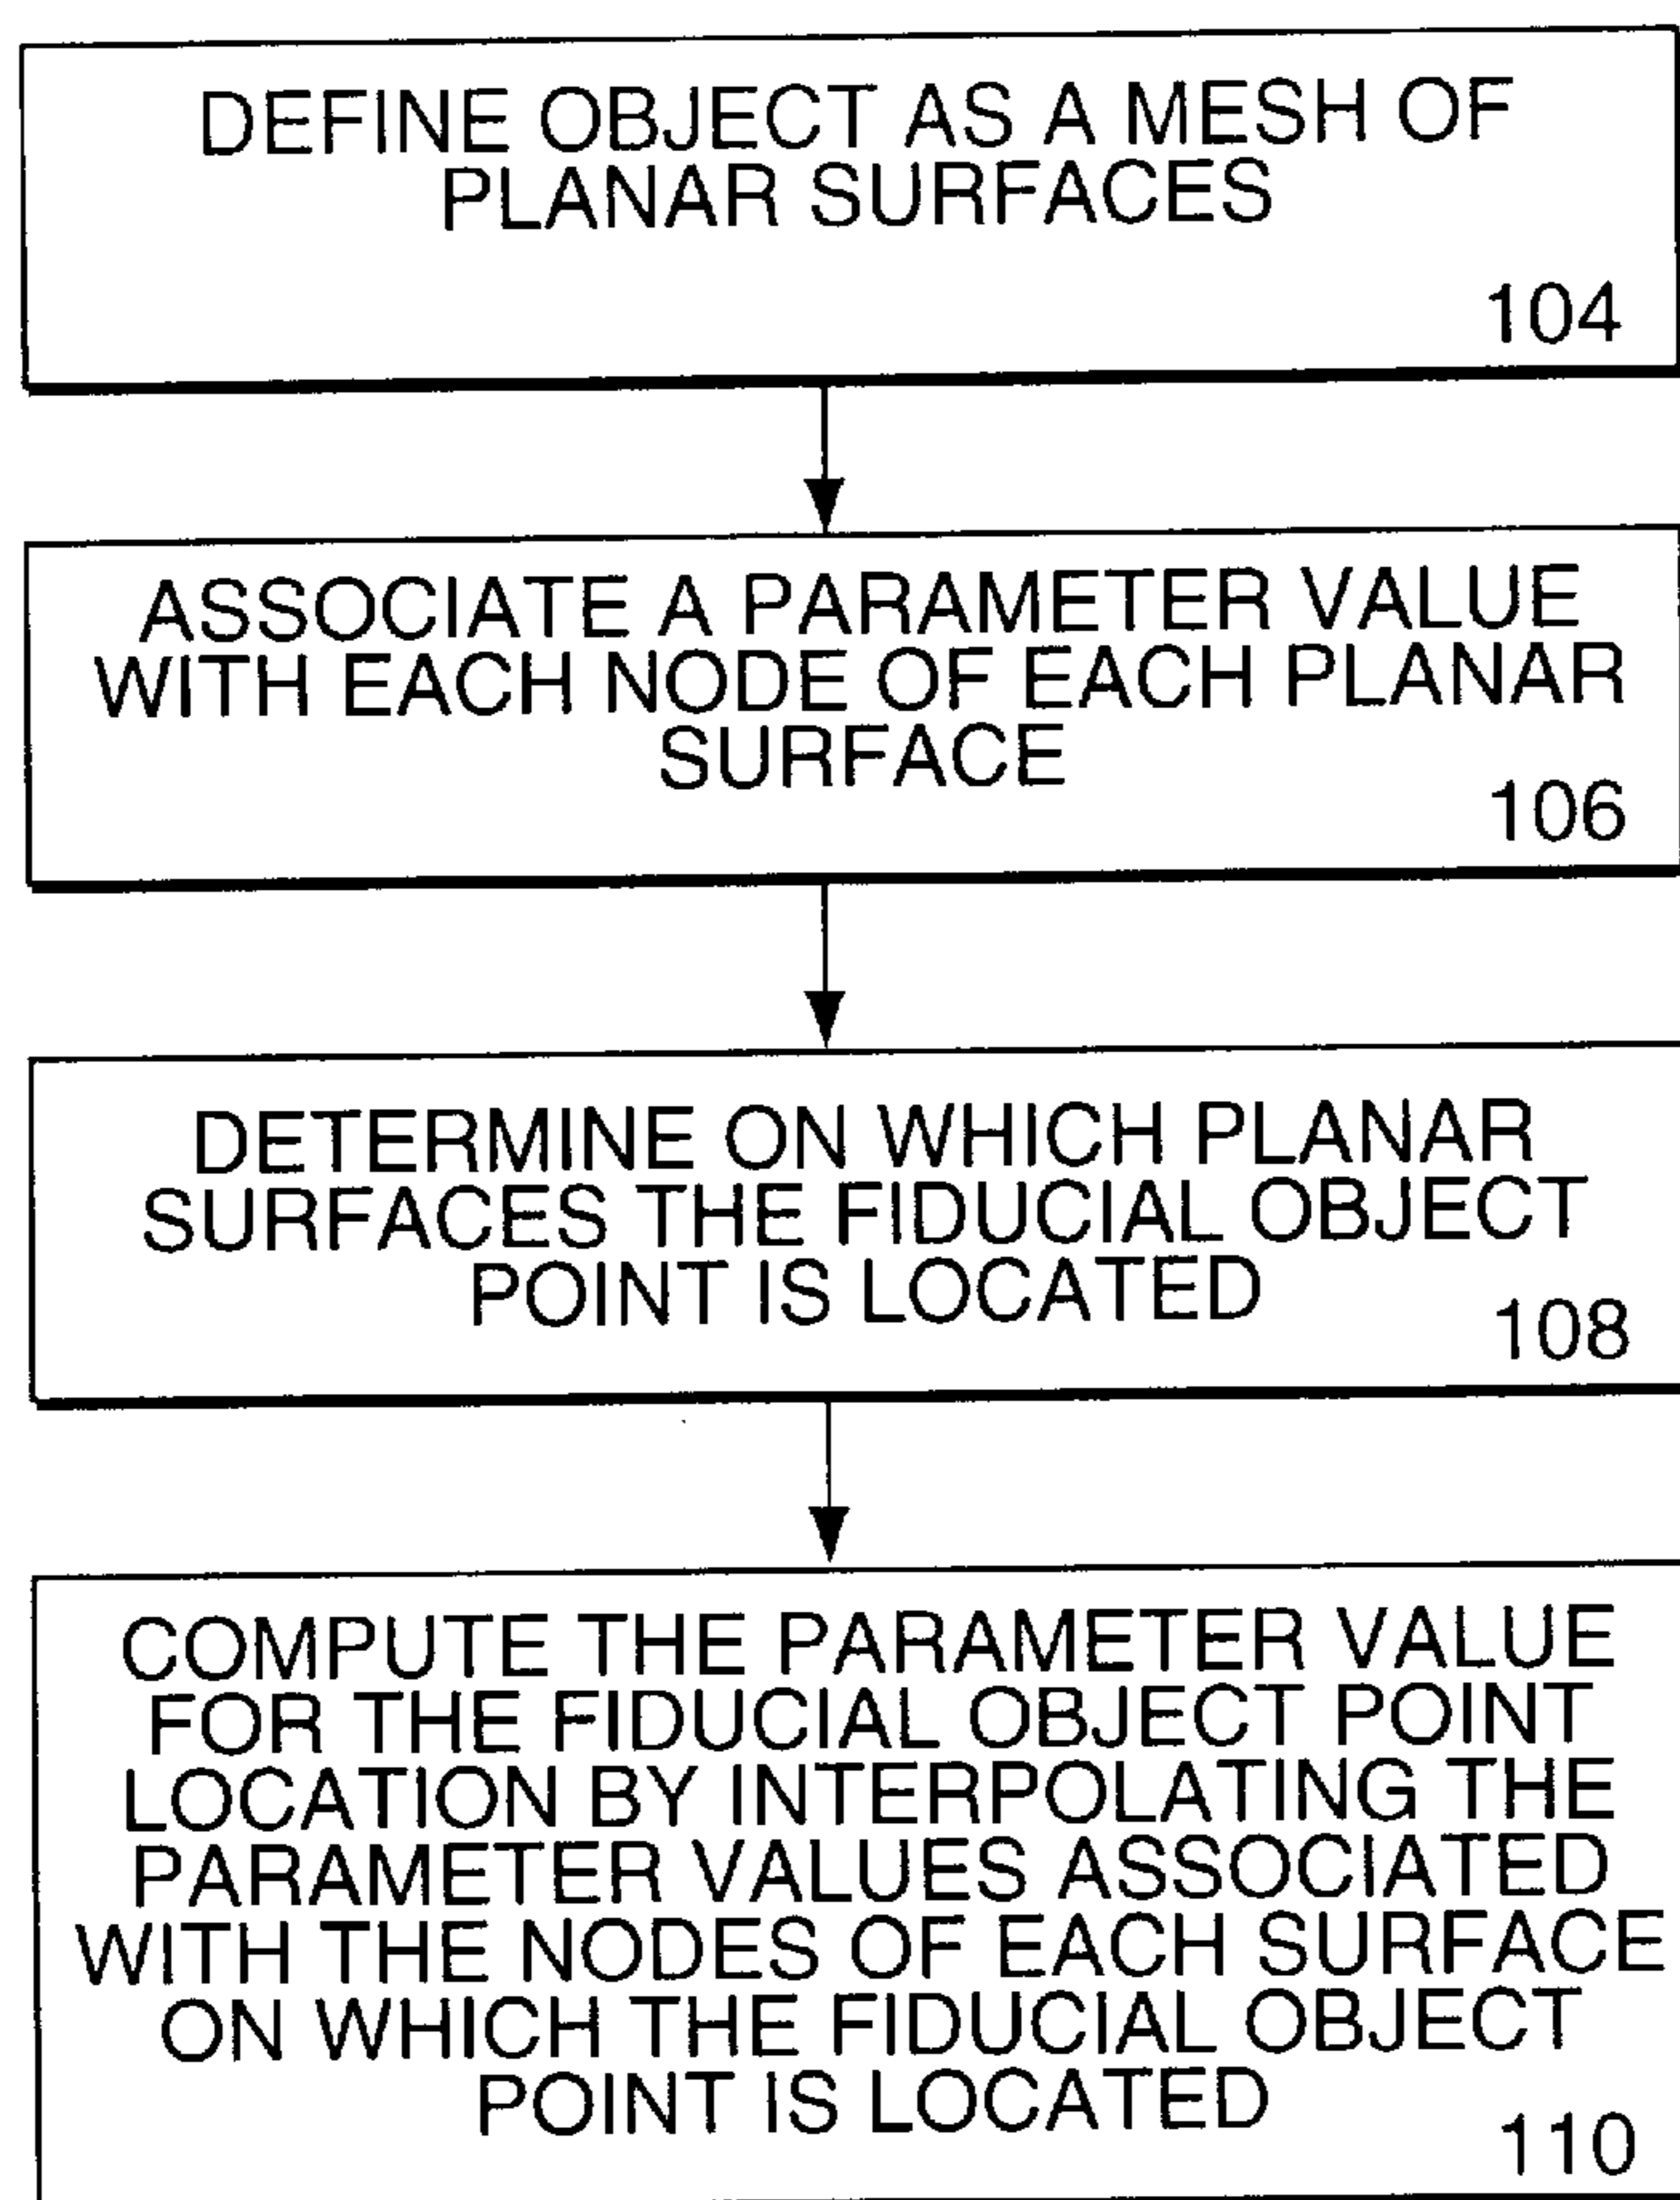 DEFINE OBJECT AS A MESH OF
PLANAR SURFACES
104
ASSOCIATE A PARAMETER VALUE
WITH EACH NODE OF EACH PLANAR
SURFACE
106
DETERMINE ON WHICH PLANAR
SURFACES THE FIDUCIAL OBJECT
POINT IS LOCATED
108
COMPUTE THE PARAMETER VALUE
FOR THE FIDUCIAL OBJECT POINT
LOCATION BY INTERPOLATING THE
PARAMETER VALUES ASSOCIATED
WITH THE NODES OF EACH SURFACE
ON WHICH THE FIDUCIAL OBJECT
POINT IS LOCATED
110